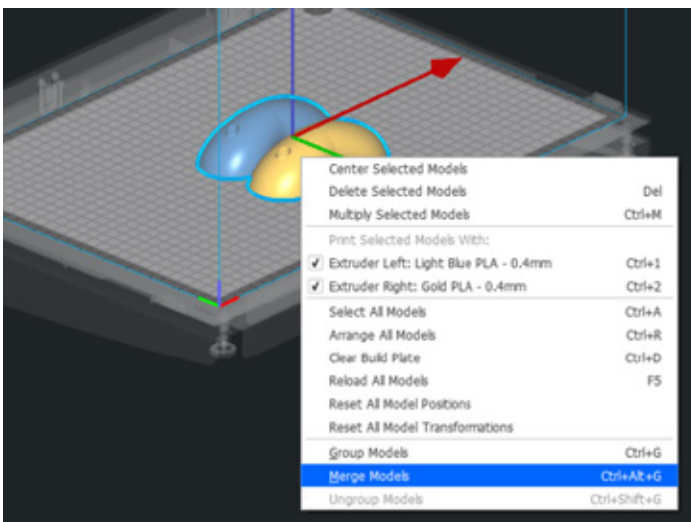 Center Selected Models
Delete Selected Models Del
Multiply Selected Models Ctrl+M
Print Selected Models With:
Extruder Left: Light Blue PLA - 0.4mm Ctrl+1
Extruder Right: Gold PLA - 0.4mm Ctrl+2
Select All Models Ctrl+A
Arrange All Models Ctrl+R
Clear Build Plate Ctrl+D
Reload All Models F5
Reset All Model Positions
Reset All Model Transformations
Group Models Ctrl+G
Merge Models Ctrl+Alt+G
Ungroup Models Ctrl+Shift+G